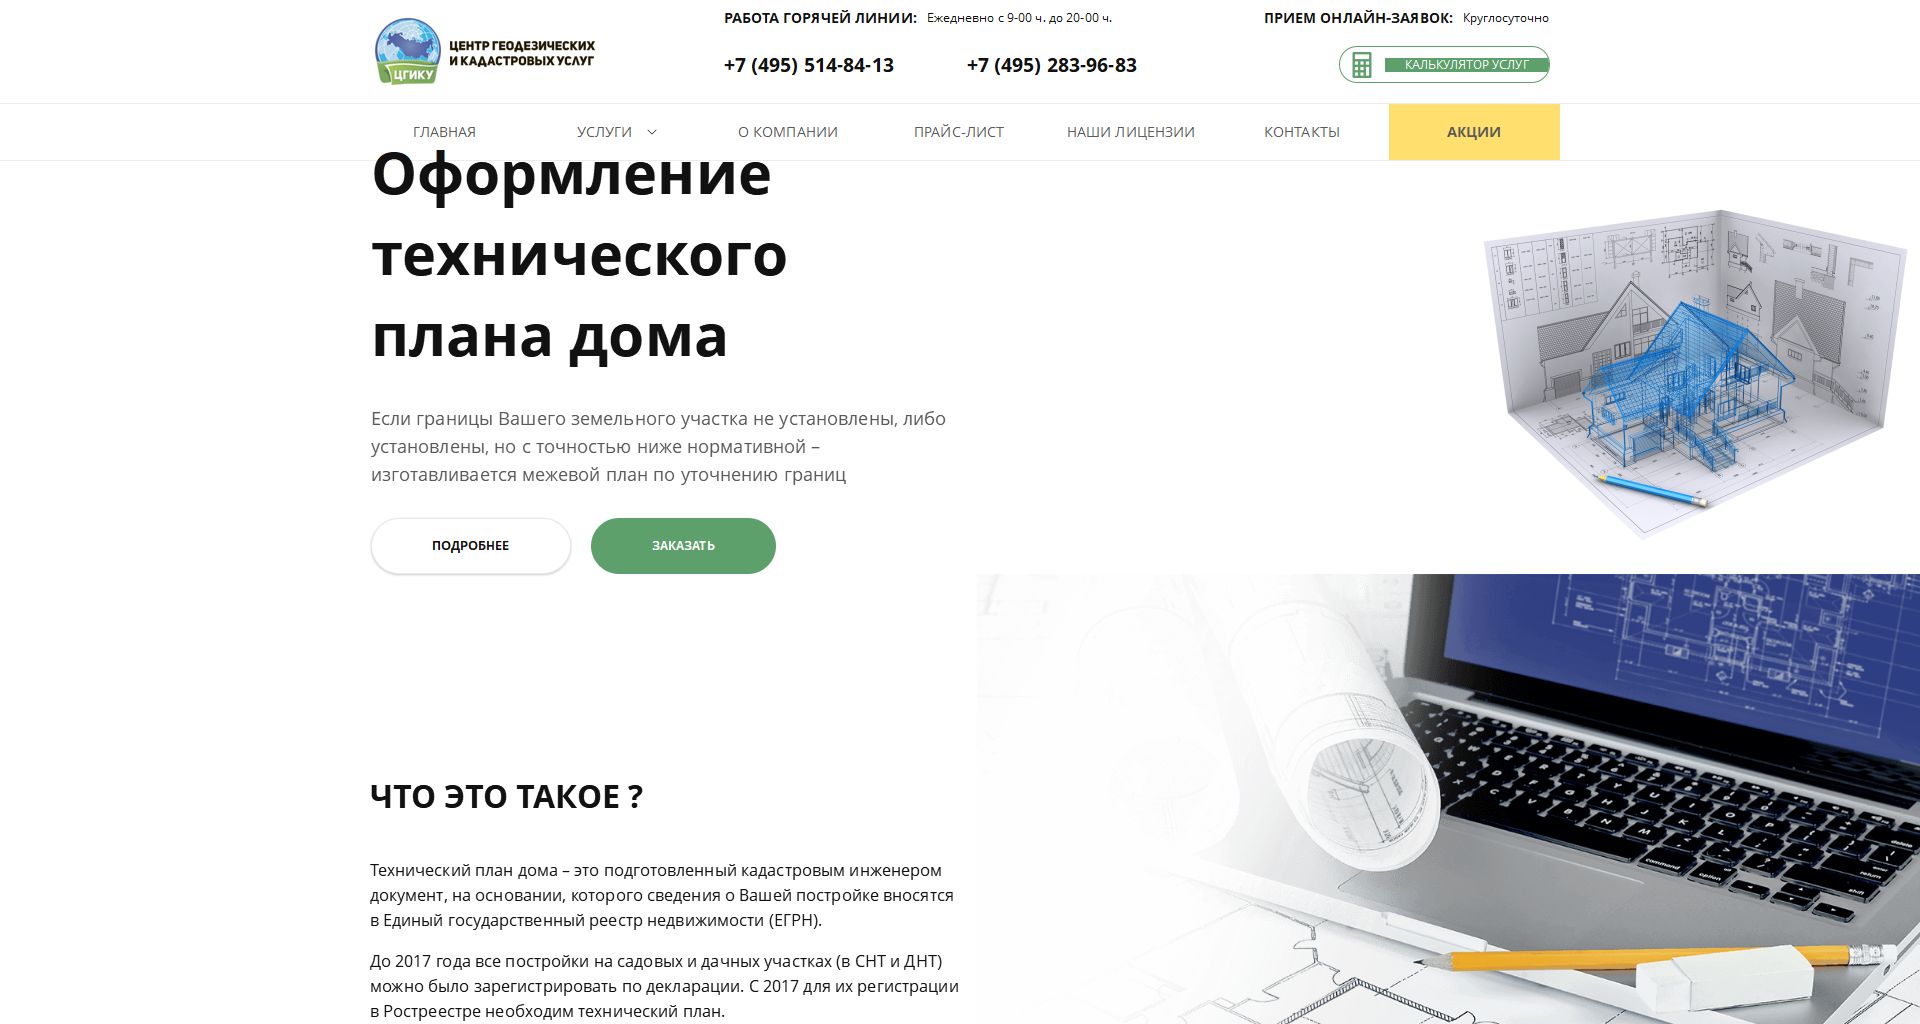 ЦГИКУ
ЦЕНТР ГЕОДЕЗИЧЕСКИХ
И КАДАСТРОВЫХ УСЛУГ
РАБОТА ГОРЯЧЕЙ ЛИНИИ: Ежедневно с 9-00 ч. до 20-00 ч.
+7 (495) 514-84-13 +7 (495) 283-96-83
ПРИЕМ ОНЛАЙН-ЗАЯВОК: Круглосуточно
КАЛЬКУЛЯТОР УСЛУГ
ГЛАВНАЯ УСЛУГИ О КОМПАНИИ ПРАЙС-ЛИСТ НАШИ ЛИЦЕНЗИИ КОНТАКТЫ АКЦИИ
Оформление
технического
плана дома
Если границы Вашего земельного участка не установлены, либо
установлены, но с точностью ниже нормативной –
изготавливается межевой план по уточнению границ
ПОДРОБНЕЕ ЗАКАЗАТЬ
ЧТО ЭТО ТАКОЕ ?
Технический план дома – это подготовленный кадастровым инженером
документ, на основании, которого сведения о Вашей постройке вносятся
в Единый государственный реестр недвижимости (ЕГРН).
До 2017 года все постройки на садовых и дачных участках (в СНТ и ДНТ)
можно было зарегистрировать по декларации. С 2017 для их регистрации
в Росреестре необходим технический план.
delete
return
shift
command
option